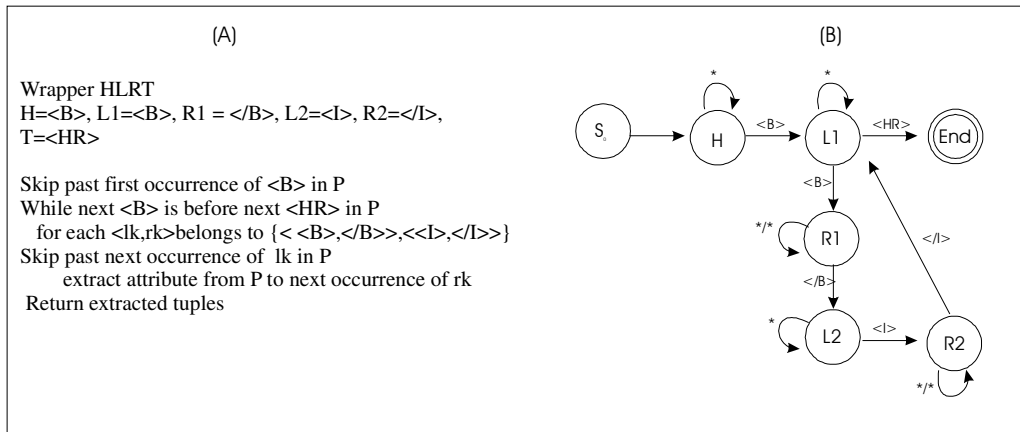 (A)
Wrapper HLRT
H=<B>, L1=<B>, R1 = </B>, L2=<I>, R2=</I>,
T=<HR>
Skip past first occurrence of <B> in P
While next <B> is before next <HR> in P
for each <lk,rk>belongs to {< <B>,</B>>,<<I>,</I>>}
Skip past next occurrence of lk in P
extract attribute from P to next occurrence of rk
Return extracted tuples
(B)
* *
S0 H <B> L1 <HR> End
<B>
*/* R1 </I>
</B>
* L2 <I> R2
*/*